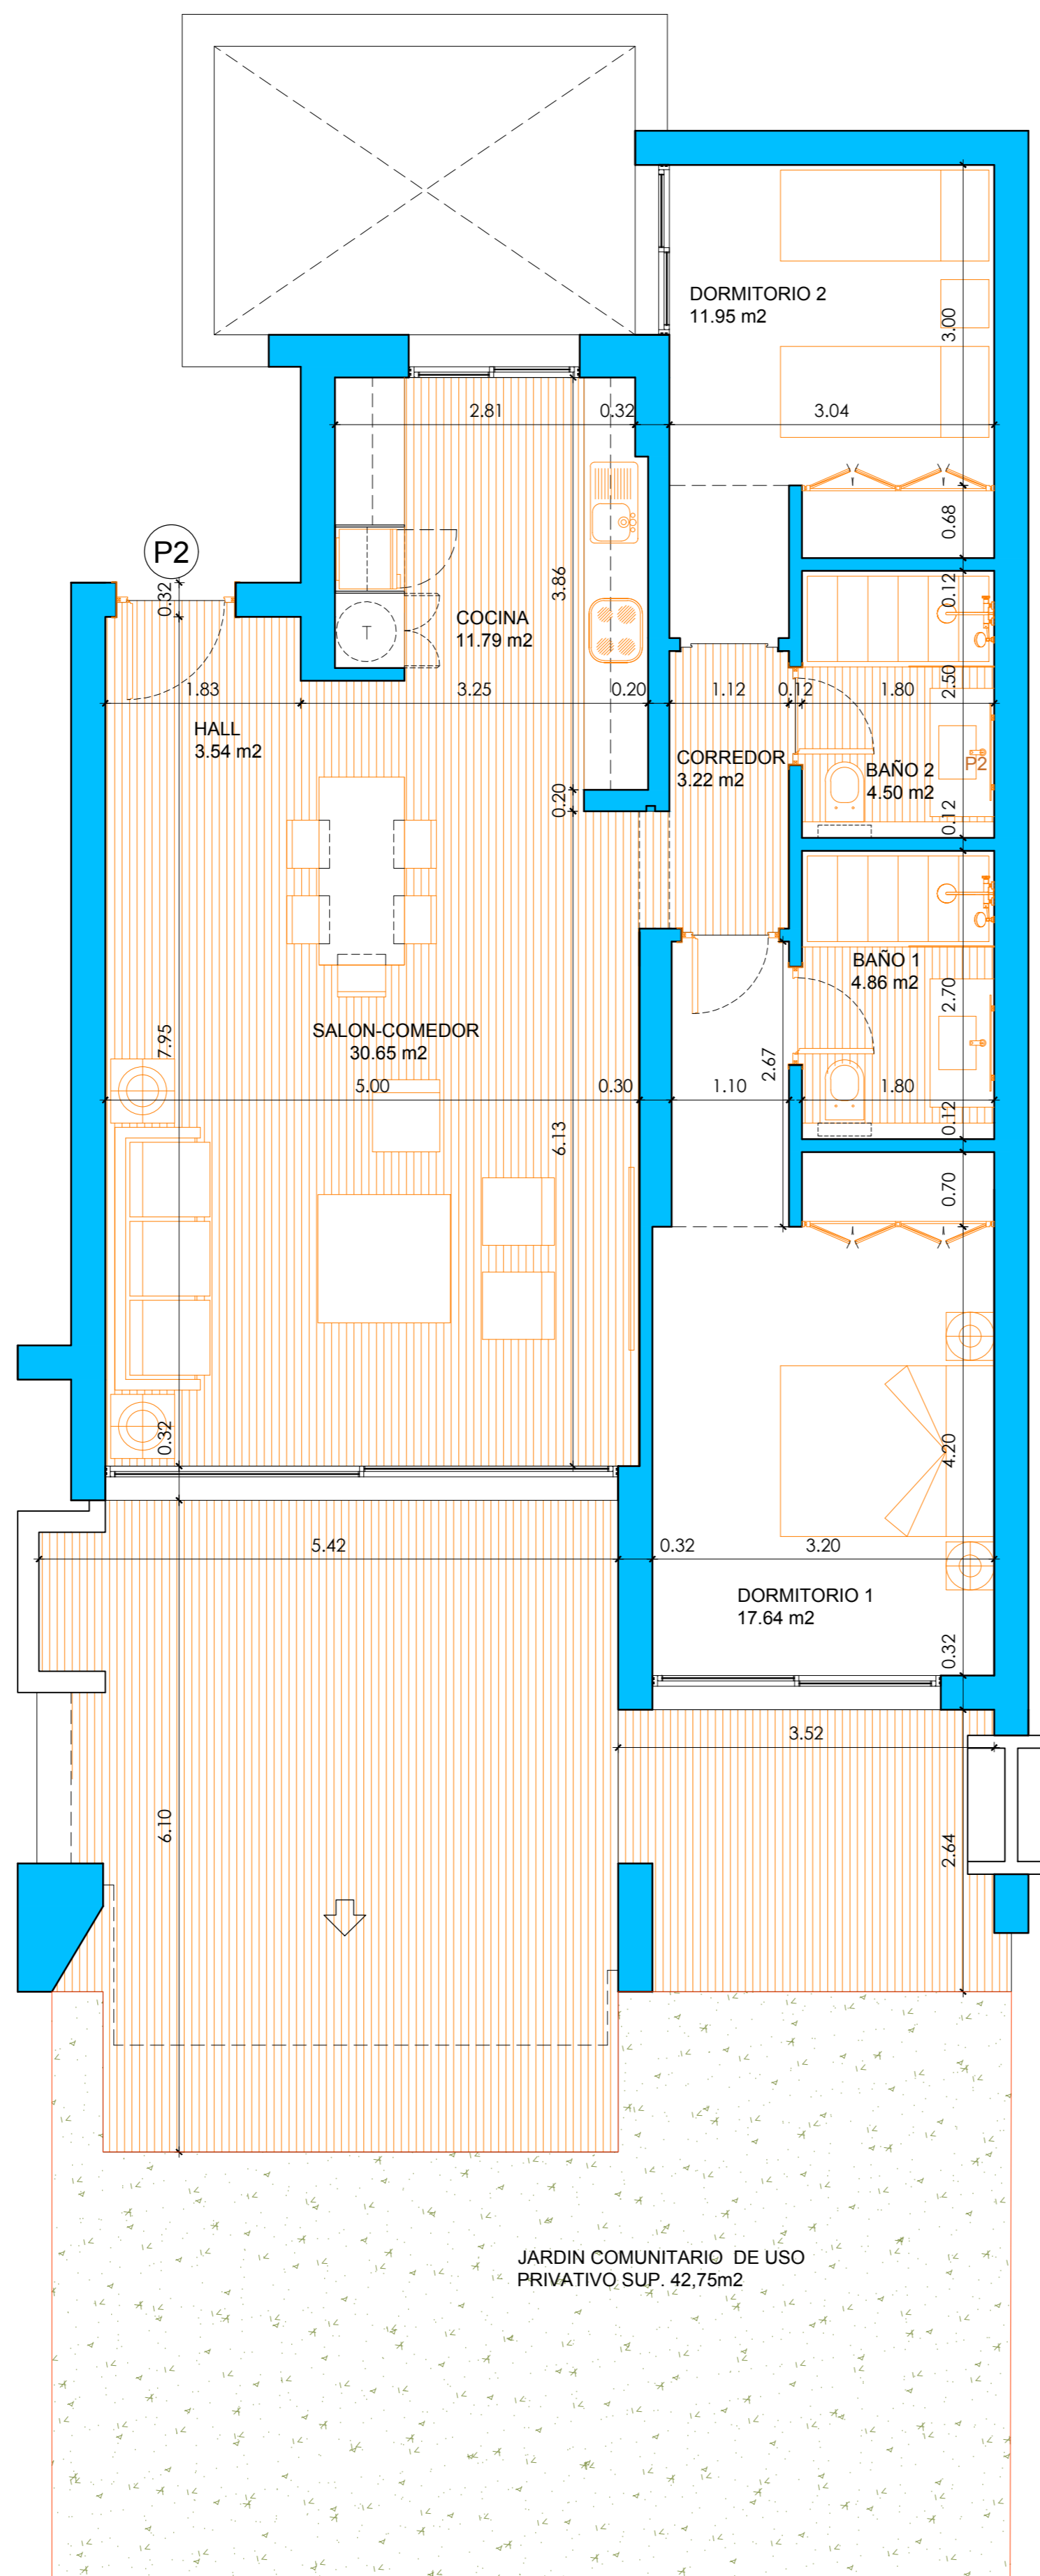 DORMITORIO 2
11.95 m2
3.00
2.81
0.32
3.04
0.68
P2
0.32
3.86
0.12
COCINA
11.79 m2
T
1.83
3.25
0.20
1.12
0.12
1.80
2.50
HALL
3.54 m2
CORREDOR
3.22 m2
BAÑO 2
4.50 m2
P2
0.20
0.12
BAÑO 1
4.86 m2
2.70
SALON-COMEDOR
30.65 m2
7.95
2.67
5.00
0.30
1.10
1.80
6.13
0.12
0.70
0.32
4.20
5.42
0.32
3.20
DORMITORIO 1
17.64 m2
0.32
3.52
6.10
2.64
JARDIN COMUNITARIO DE USO
PRIVATIVO SUP. 42,75m2